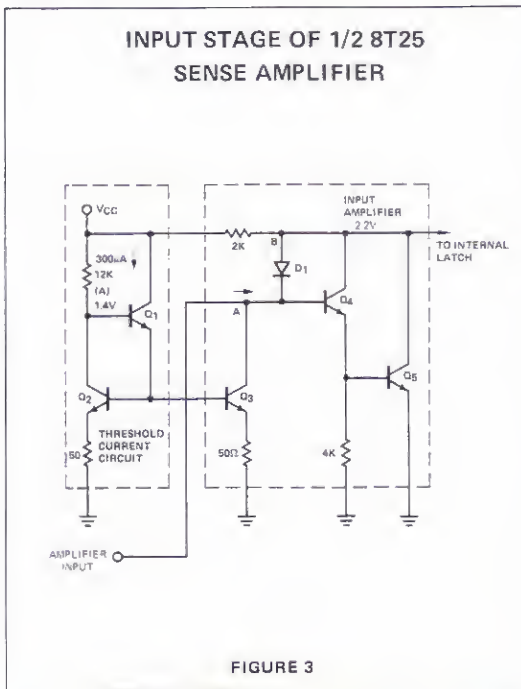 INPUT STAGE OF 1/2 8T25
SENSE AMPLIFIER
VCC
300µA
12K
(A)
1.4V
Q1
Q2
50
THRESHOLD
CURRENT
CIRCUIT
2K
B
D1
A
INPUT
AMPLIFIER
2.2V
TO INTERNAL
LATCH
Q4
Q3
Q5
50Ω
4K
AMPLIFIER
INPUT
FIGURE 3